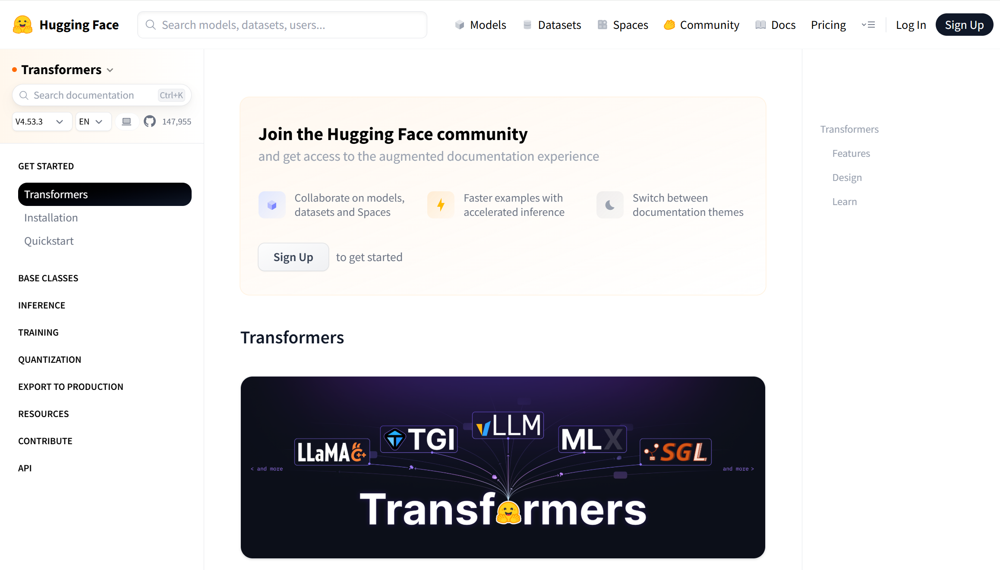 Hugging Face
Search models, datasets, users...
Models
Datasets
Spaces
Community
Docs
Pricing
Log In
Sign Up
Transformers
Search documentation
Ctrl+K
V4.53.3
EN
147,955
GET STARTED
Transformers
Installation
Quickstart
BASE CLASSES
INFERENCE
TRAINING
QUANTIZATION
EXPORT TO PRODUCTION
RESOURCES
CONTRIBUTE
API
Join the Hugging Face community
and get access to the augmented documentation experience
Collaborate on models,
datasets and Spaces
Faster examples with
accelerated inference
Switch between
documentation themes
Sign Up
to get started
Transformers
LLaMA C++
TGI
vLLM
MLX
SGL
< and more
and more >
Transformers
Transformers
Features
Design
Learn